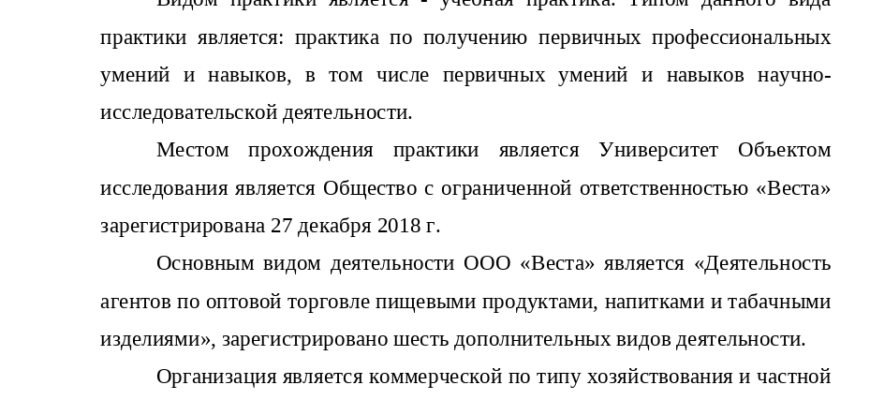 Видом практики является - учебная практика. Типом данного вида
практики является: практика по получению первичных профессиональных
умений и навыков, в том числе первичных умений и навыков научно-
исследовательской деятельности.
Местом прохождения практики является Университет Объектом
исследования является Общество с ограниченной ответственностью «Веста»
зарегистрирована 27 декабря 2018 г.
Основным видом деятельности ООО «Веста» является «Деятельность
агентов по оптовой торговле пищевыми продуктами, напитками и табачными
изделиями», зарегистрировано шесть дополнительных видов деятельности.
Организация является коммерческой по типу хозяйствования и частной